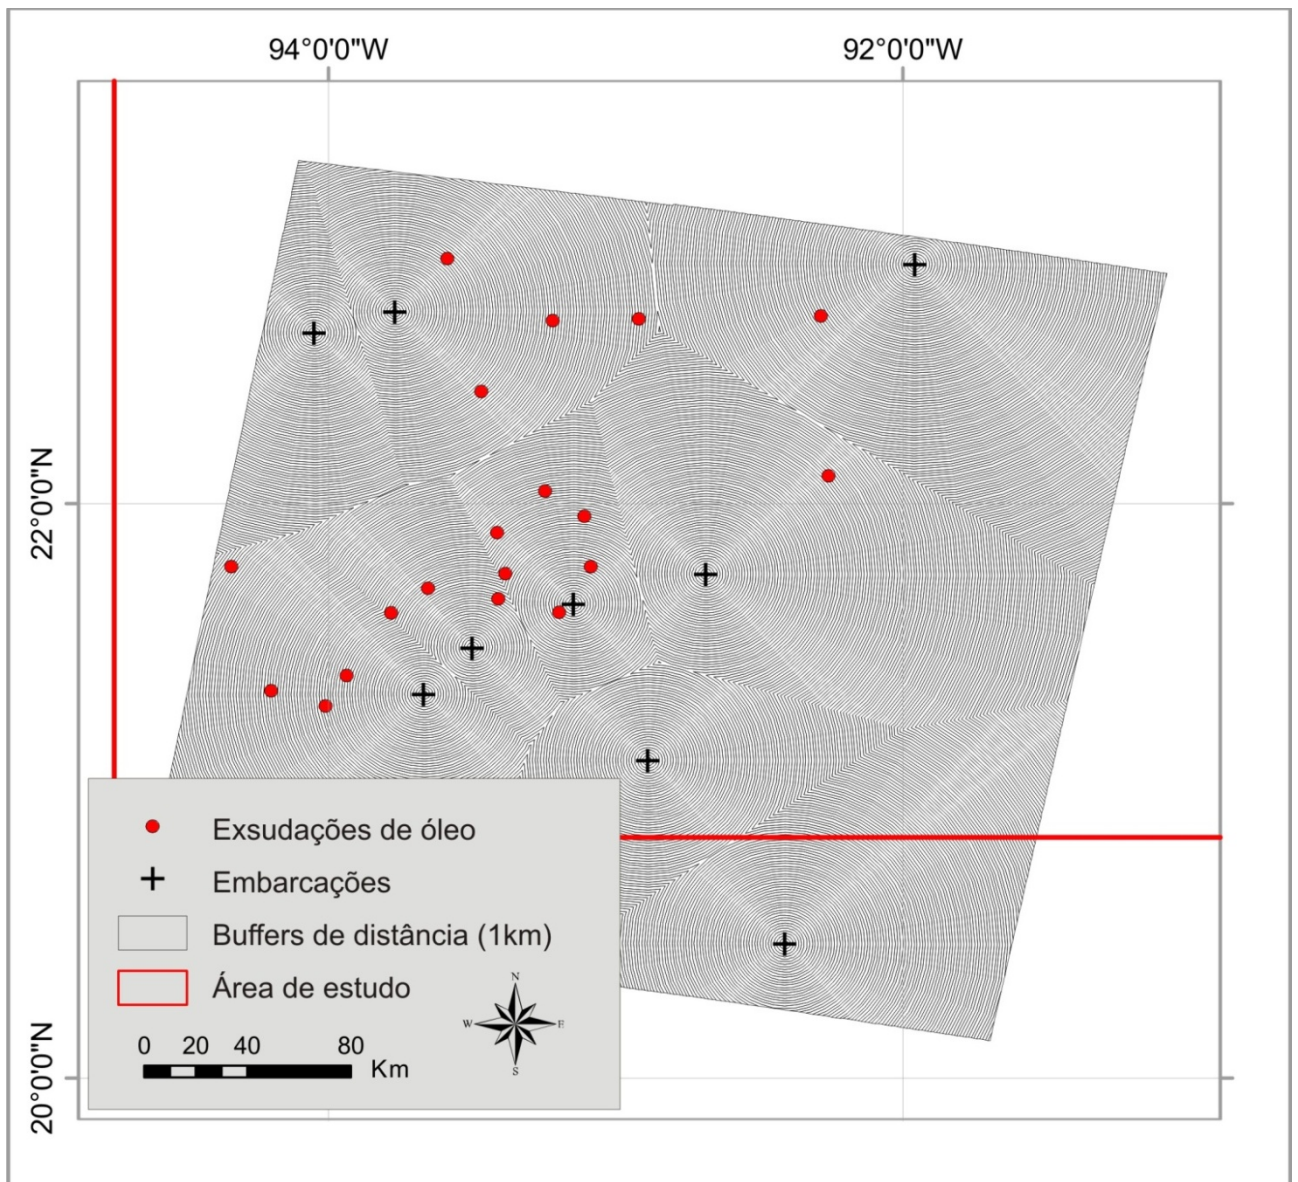 94°0'0"W 92°0'0"W
22°0'0"N
20°0'0"N
Exsudações de óleo
Embarcações
Buffers de distância (1km)
Área de estudo
N
W E
S
0 20 40 80
Km